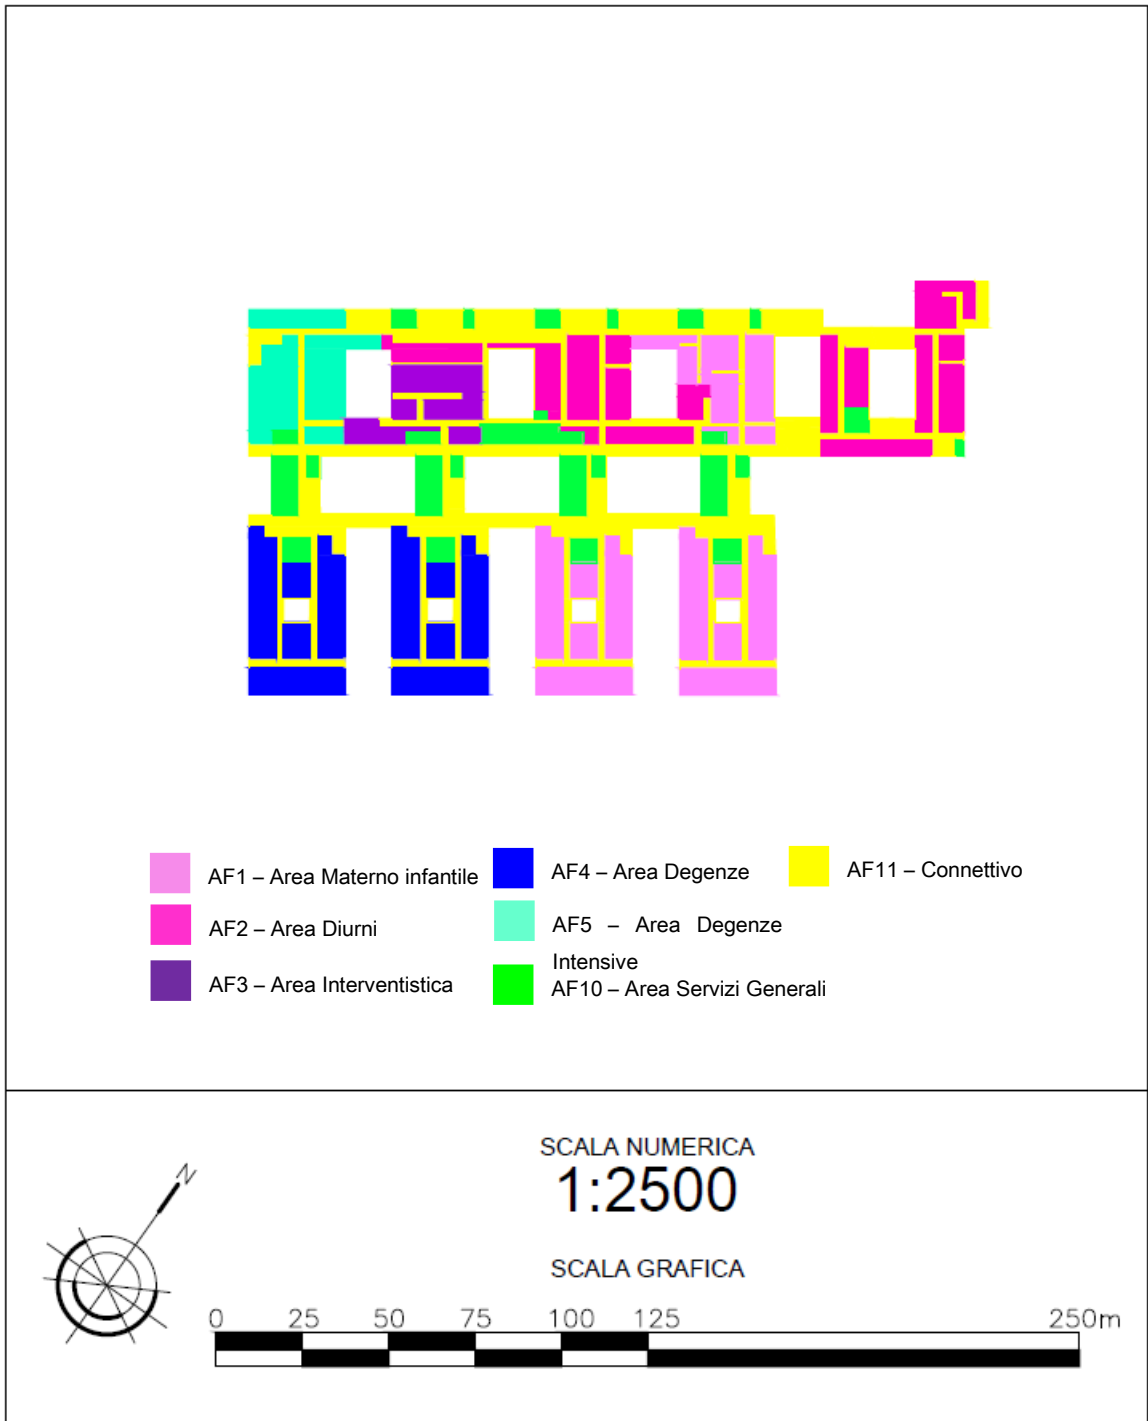 AF1 – Area Materno infantile
AF2 – Area Diurni
AF3 – Area Interventistica
AF4 – Area Degenze
AF5 – Area Degenze
Intensive
AF10 – Area Servizi Generali
AF11 – Connettivo
N
SCALA NUMERICA
1:2500
SCALA GRAFICA
0 25 50 75 100 125 250m